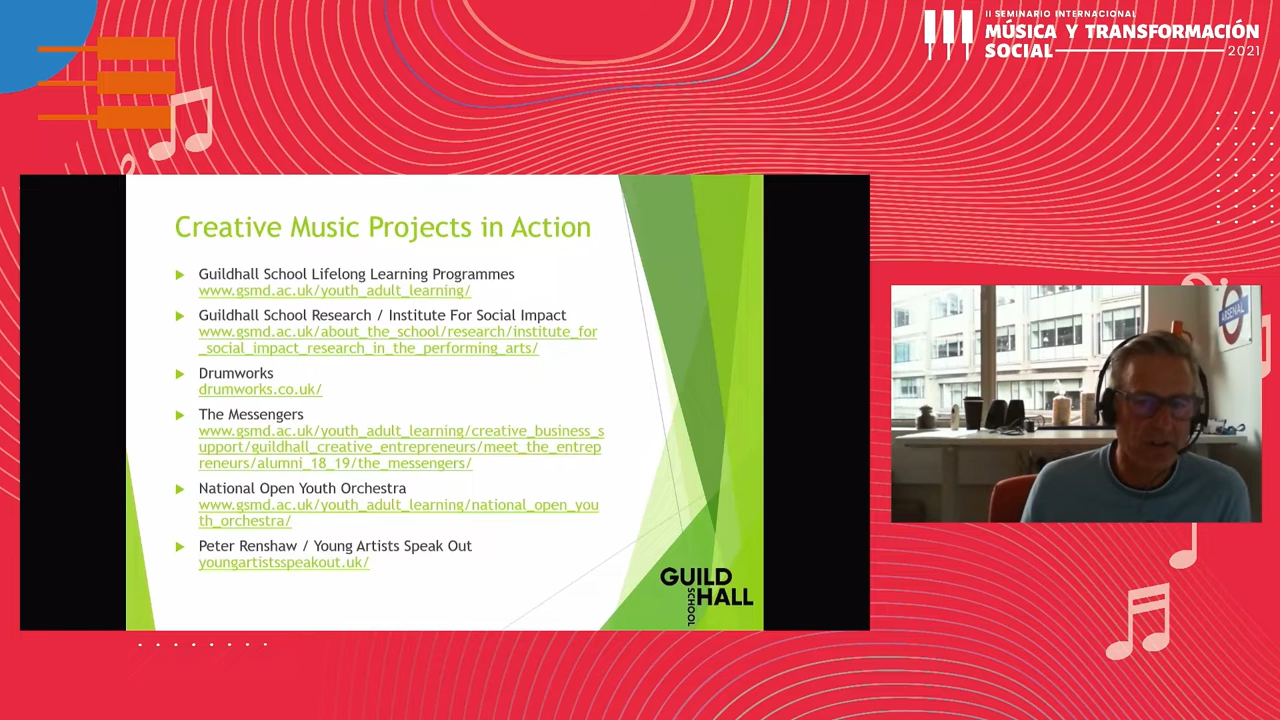 II SEMINARIO INTERNACIONAL
MÚSICA Y TRANSFORMACIÓN
SOCIAL
2021
Creative Music Projects in Action
Guildhall School Lifelong Learning Programmes
www.gsmd.ac.uk/youth_adult_learning/
Guildhall School Research / Institute For Social Impact
www.gsmd.ac.uk/about_the_school/research/institute_for
_social_impact_research_in_the_performing_arts/
Drumworks
drumworks.co.uk/
The Messengers
www.gsmd.ac.uk/youth_adult_learning/creative_business_s
upport/guildhall_creative_entrepreneurs/meet_the_entrep
reneurs/alumni_18_19/the_messengers/
National Open Youth Orchestra
www.gsmd.ac.uk/youth_adult_learning/national_open_you
th_orchestra/
Peter Renshaw / Young Artists Speak Out
youngartistsspeakout.uk/
GUILD
SCHOOL
HALL
ARSENAL